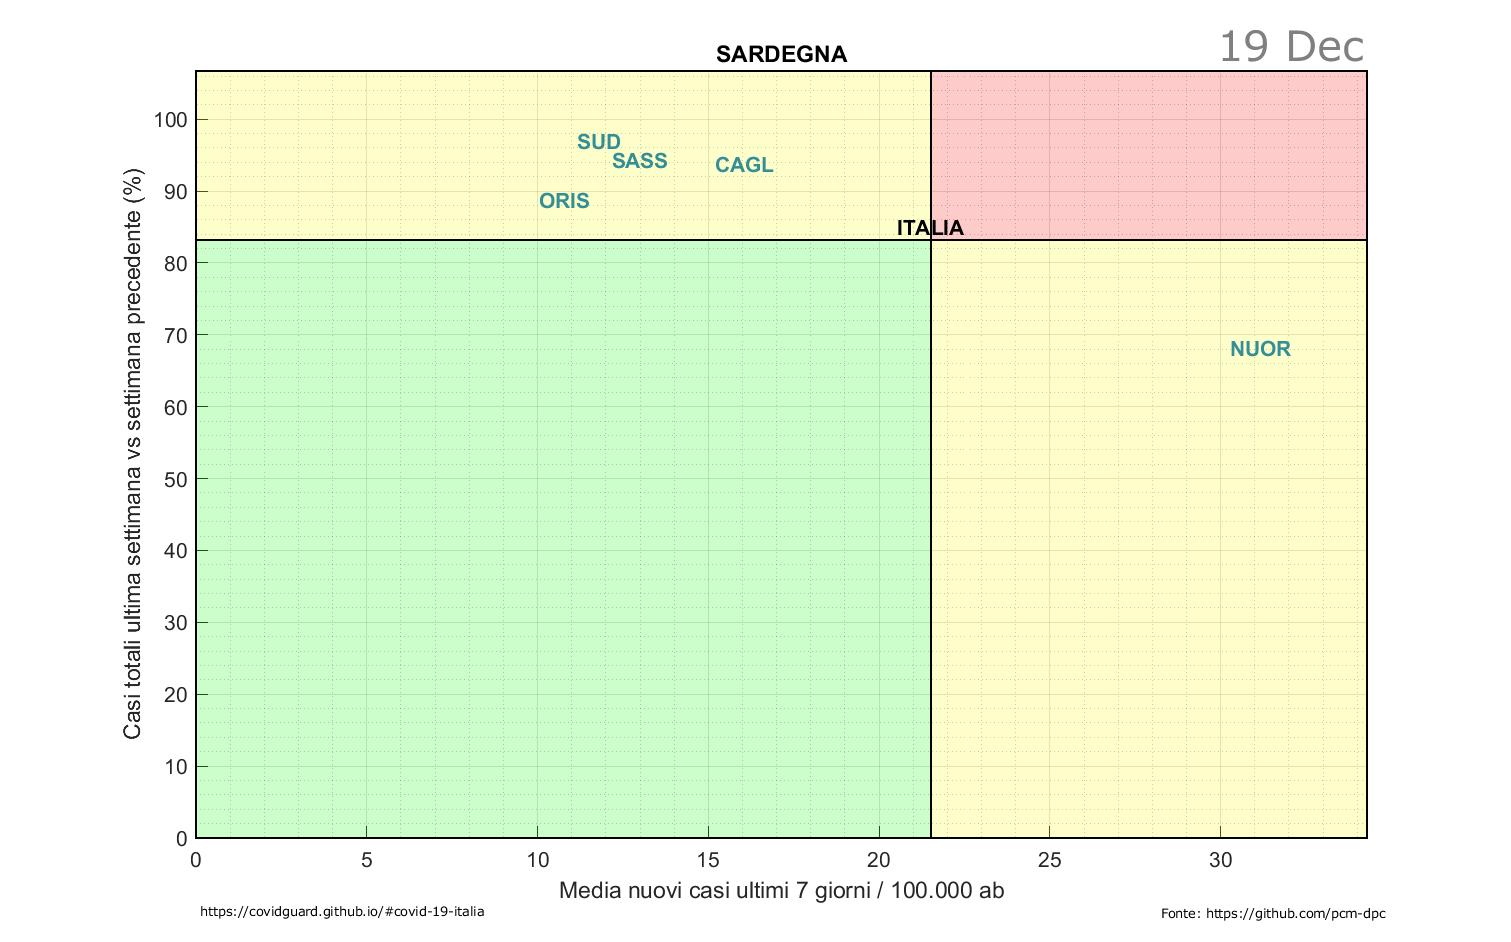 19 Dec
SARDEGNA
Casi totali ultima settimana vs settimana precedente (%)
100
90
80
70
60
50
40
30
20
10
0
SUD
SASS
CAGL
ORIS
ITALIA
NUOR
0 5 10 15 20 25 30
Media nuovi casi ultimi 7 giorni / 100.000 ab
https://covidguard.github.io/#covid-19-italia
Fonte: https://github.com/pcm-dpc